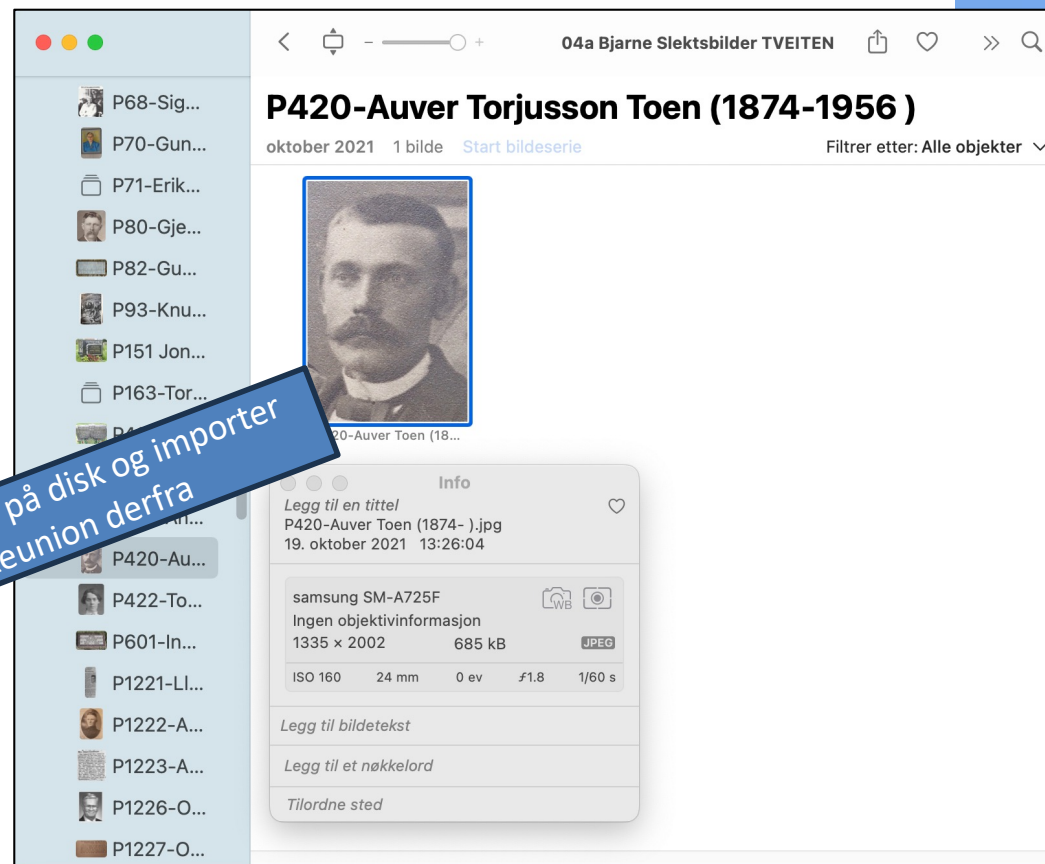 04a Bjarne Slektsbilder TVEITEN
P68-Sig...
P70-Gun...
P71-Erik...
P80-Gje...
P82-Gu...
P93-Knu...
P151 Jon...
P163-Tor...
P420-Au...
P422-To...
P601-In...
P1221-Ll...
P1222-A...
P1223-A...
P1226-O...
P1227-O...
P420-Auver Torjusson Toen (1874-1956 )
oktober 2021 1 bilde Start bildeserie
Filtrer etter: Alle objekter
20-Auver Toen (18...
på disk og importer
eunion derfra
Info
Legg til en tittel
P420-Auver Toen (1874- ).jpg
19. oktober 2021 13:26:04
samsung SM-A725F
WB
Ingen objektivinformasjon
1335 × 2002 685 kB JPEG
ISO 160 24 mm 0 ev ƒ1.8 1/60 s
Legg til bildetekst
Legg til et nøkkelord
Tilordne sted